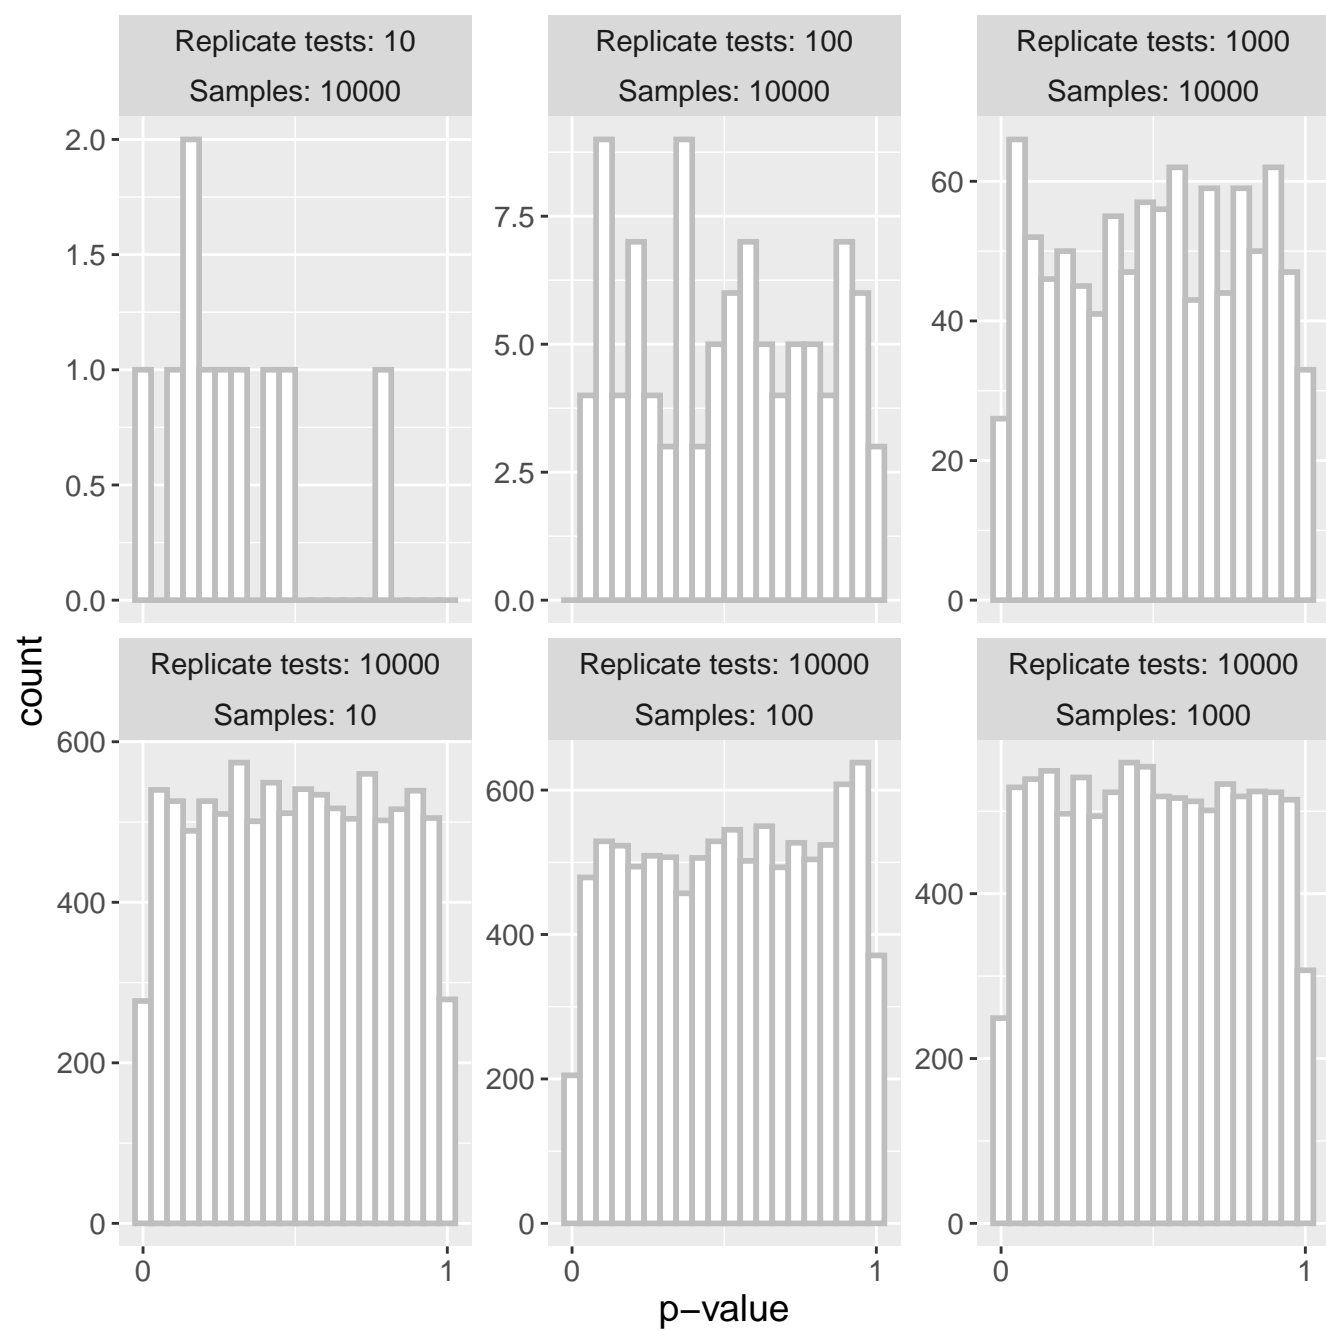 Replicate tests: 10
Samples: 10000
Replicate tests: 100
Samples: 10000
Replicate tests: 1000
Samples: 10000
2.0
1.5
1.0
0.5
0.0
7.5
5.0
2.5
0.0
60
40
20
0
count
Replicate tests: 10000
Samples: 10
Replicate tests: 10000
Samples: 100
Replicate tests: 10000
Samples: 1000
600
400
200
0
600
400
200
0
400
200
0
0 1
0 1
0 1
p−value